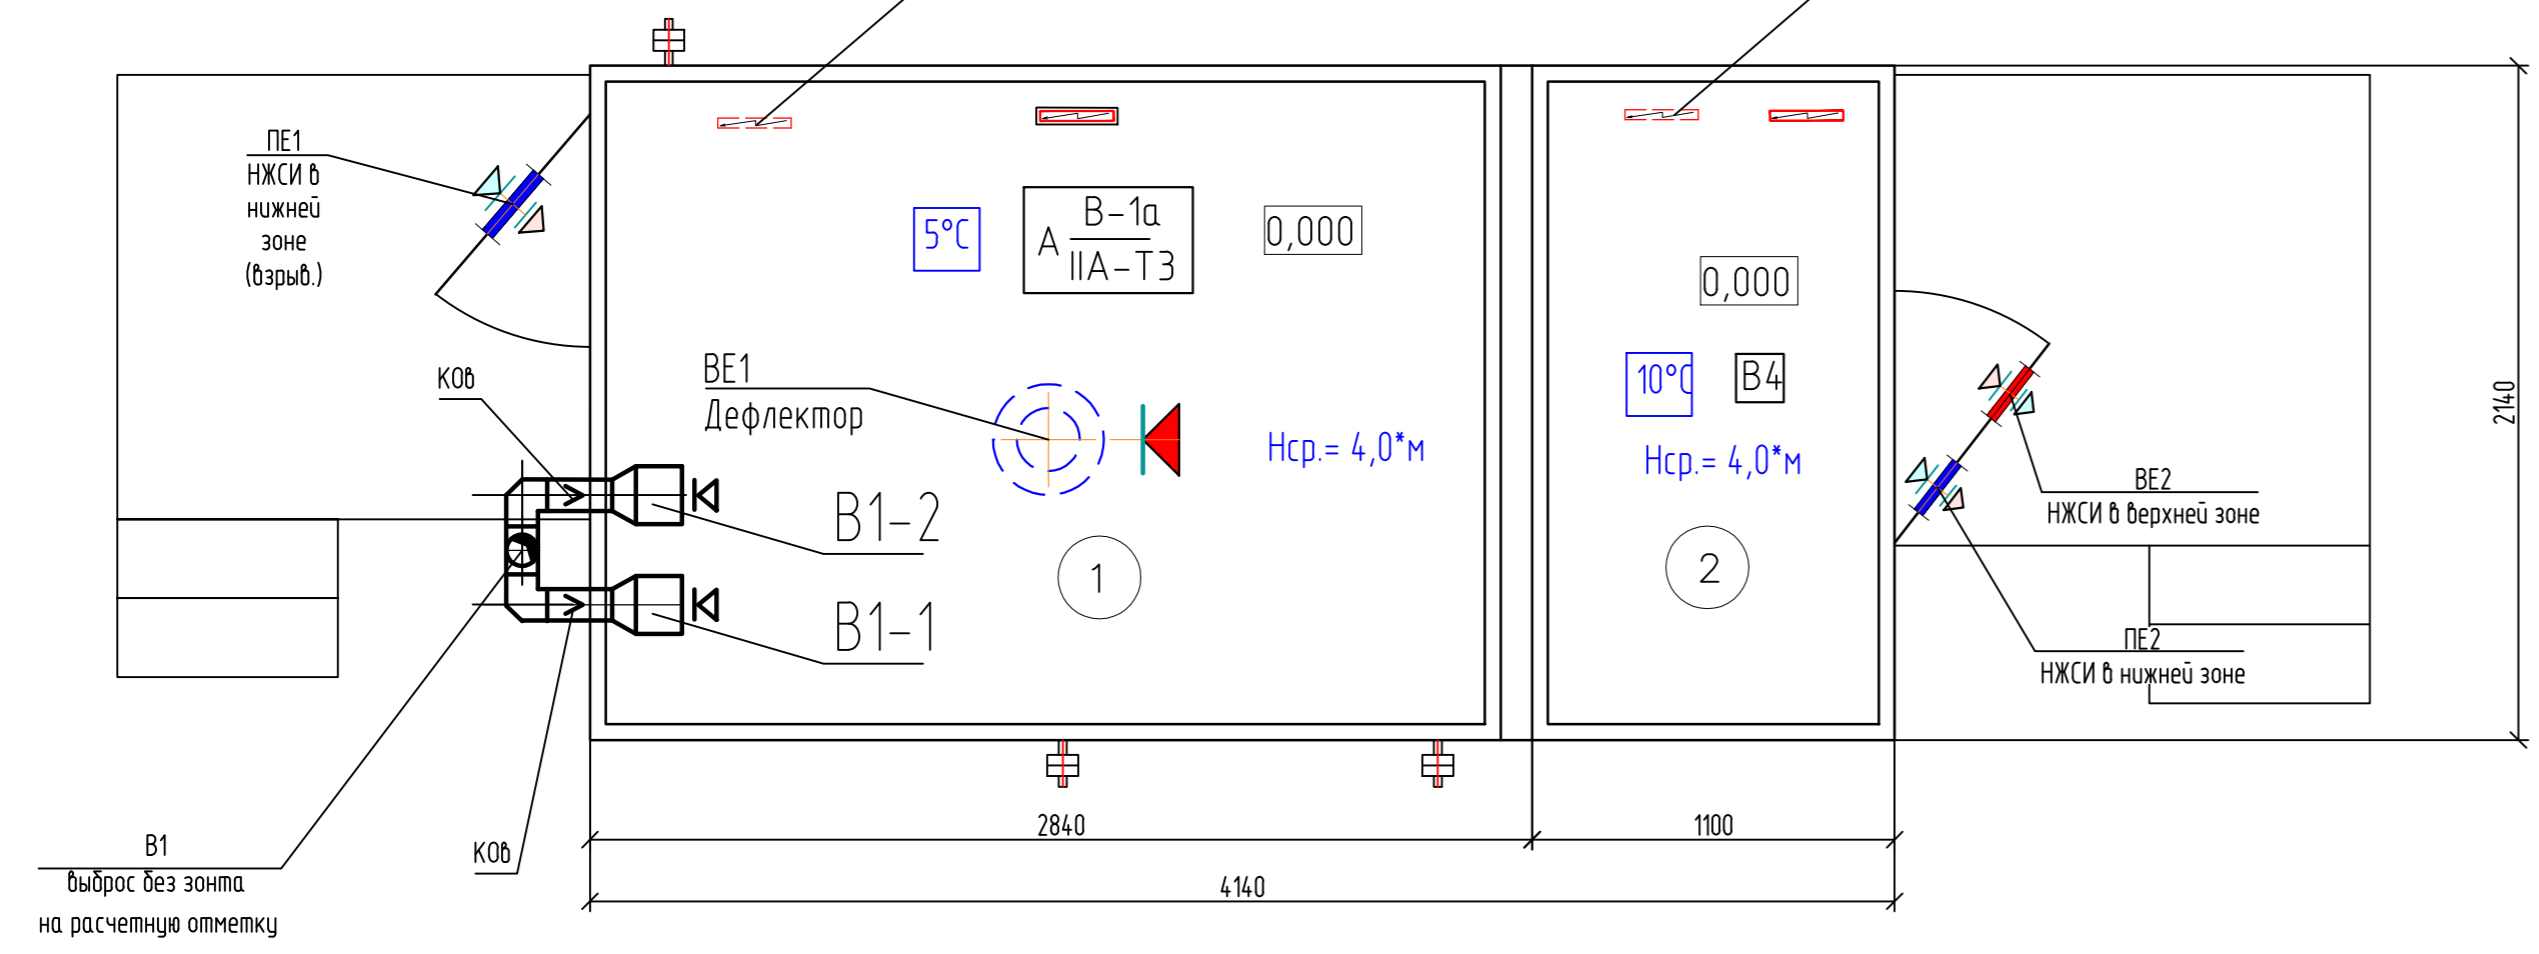 ПЕ1
НЖСИ в
нижней
зоне
(взрыв.)
5°С
А
В-1а
IIA-Т3
0,000
0,000
КОв
ВЕ1
Дефлектор
Нср.= 4,0*м
10°С
В4
Нср.= 4,0*м
2140
ВЕ2
НЖСИ в верхней зоне
В1-2
1
2
В1-1
ПЕ2
НЖСИ в нижней зоне
В1
выброс без зонта
на расчетную отметку
КОв
2840
1100
4140